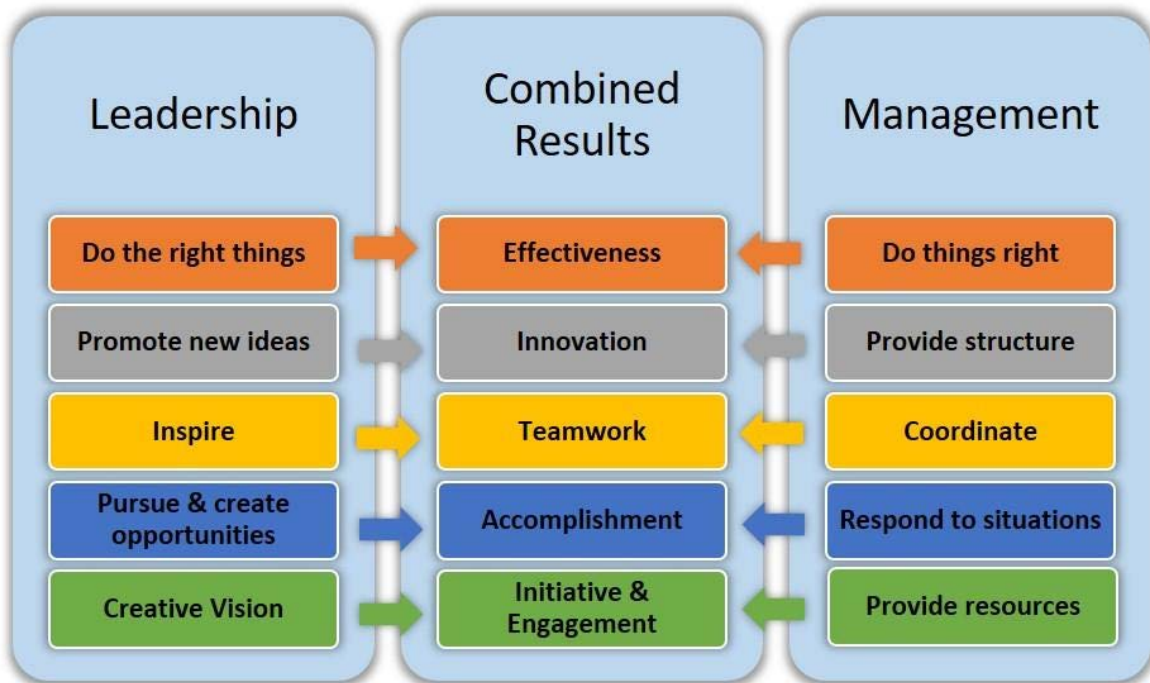 Leadership
Combined
Results
Management
Do the right things
Effectiveness
Do things right
Promote new ideas
Innovation
Provide structure
Inspire
Teamwork
Coordinate
Pursue & create
opportunities
Accomplishment
Respond to situations
Creative Vision
Initiative &
Engagement
Provide resources